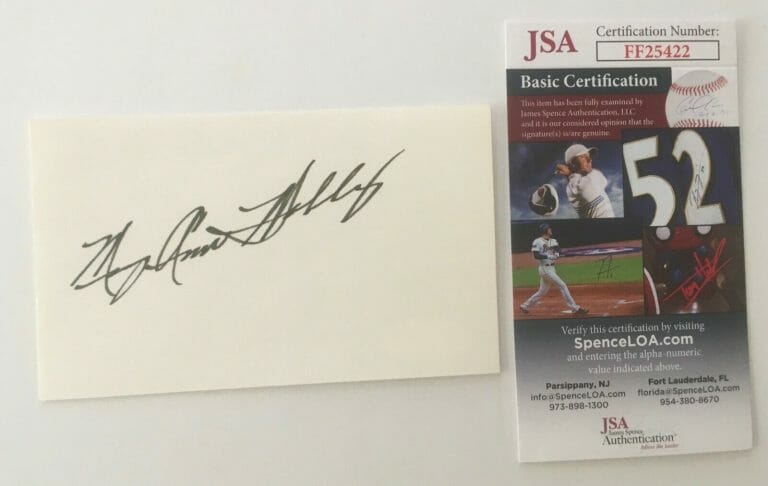 Mary Ann Mobley
JSA
Certification Number:
FF25422
Basic Certification
This item has been fully examined by
James Spence Authentication, LLC
and it is our considered opinion that the
signature(s) is/are genuine.
52
Verify this certification by visiting
SpenceLOA.com
and entering the alpha-numeric
value indicated above.
Parsippany, NJ
info@SpenceLOA.com
973-898-1300
Fort Lauderdale, FL
florida@SpenceLOA.com
954-380-8670
JSA
James Spence
Authentication